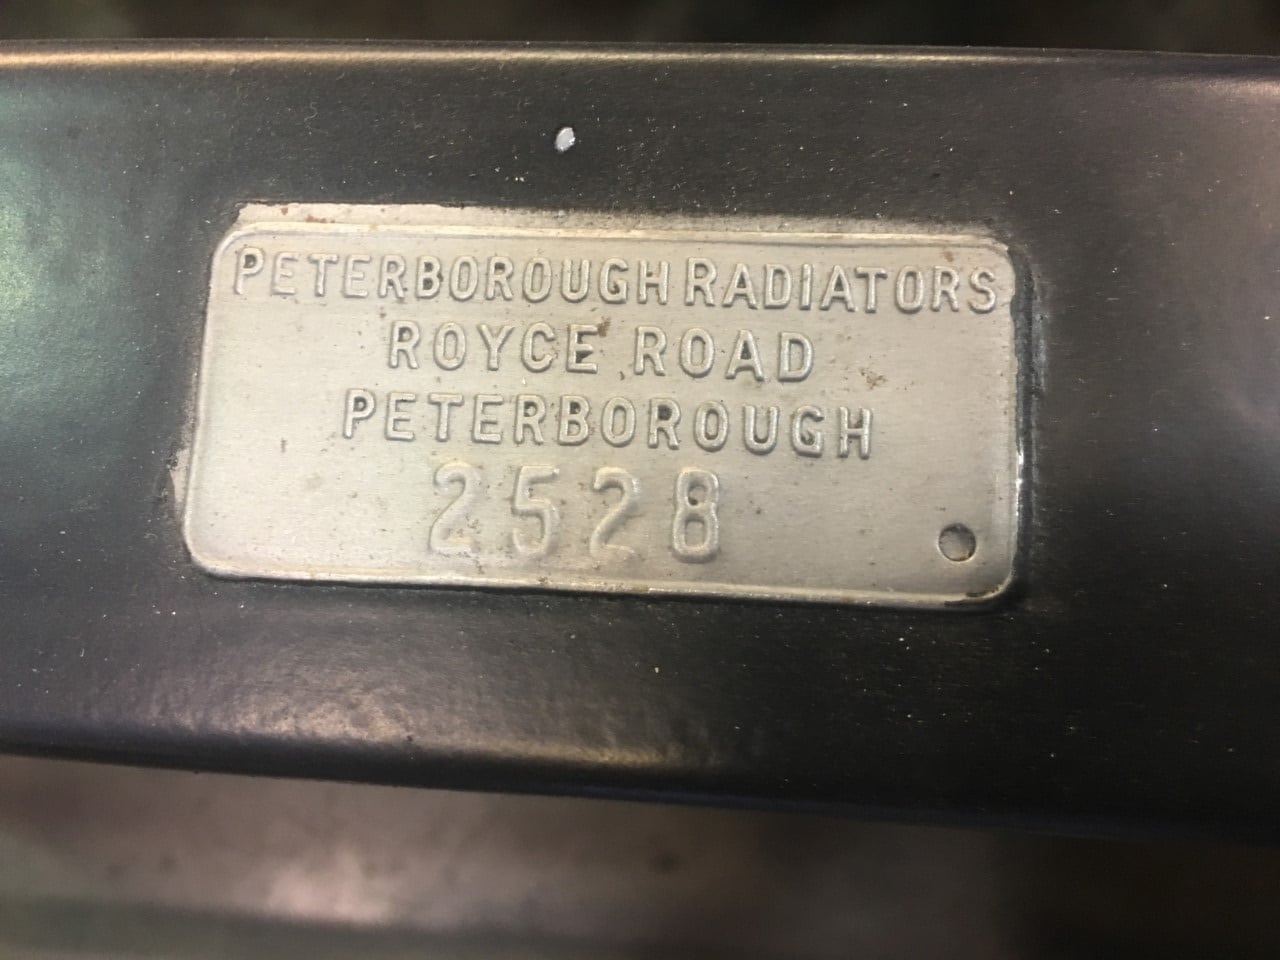 PETERBOROUGH RADIATORS
ROYCE ROAD
PETERBOROUGH
2528